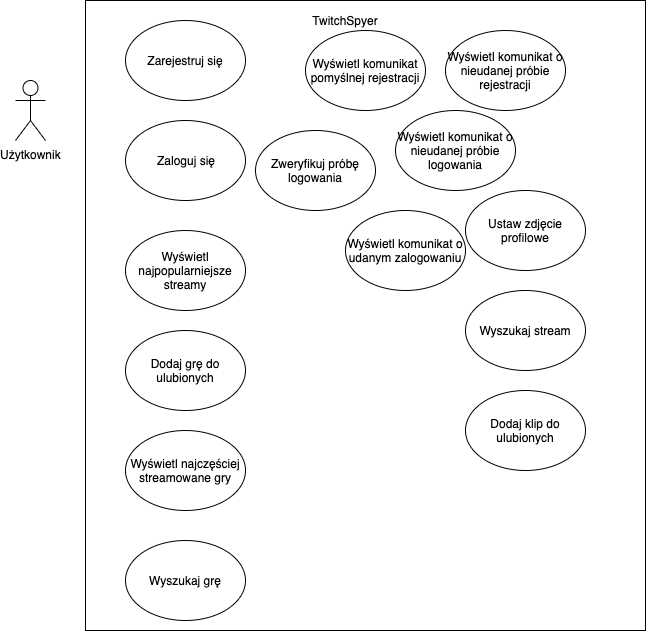 TwitchSpyer
Zarejestruj się
Wyświetl komunikat
pomyślnej rejestracji
Wyświetl komunikat o
nieudanej próbie
rejestracji
Użytkownik
Zaloguj się
Zweryfikuj próbę
logowania
Wyświetl komunikat o
nieudanej próbie
logowania
Wyświetl komunikat o
udanym zalogowaniu
Ustaw zdjęcie
profilowe
Wyświetl
najpopularniejsze
streamy
Wyszukaj stream
Dodaj grę do
ulubionych
Dodaj klip do
ulubionych
Wyświetl najczęściej
streamowane gry
Wyszukaj grę